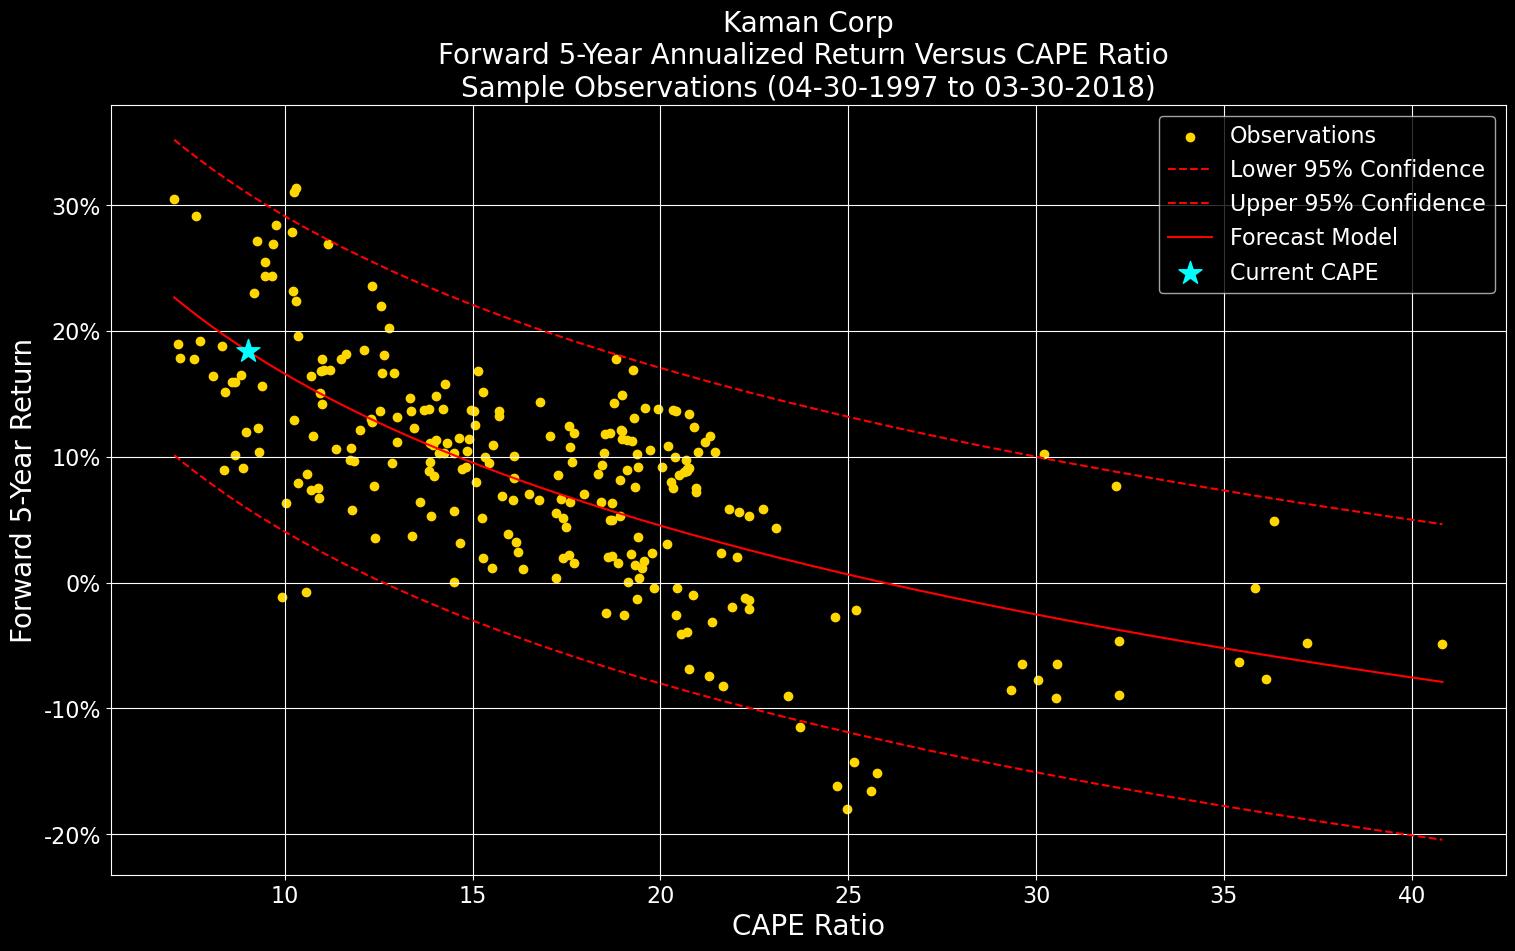 Kaman Corp
Forward 5-Year Annualized Return Versus CAPE Ratio
Sample Observations (04-30-1997 to 03-30-2018)
Observations
Lower 95% Confidence
Upper 95% Confidence
Forecast Model
Current CAPE
Forward 5-Year Return
30%
20%
10%
0%
-10%
-20%
10 15 20 25 30 35 40
CAPE Ratio